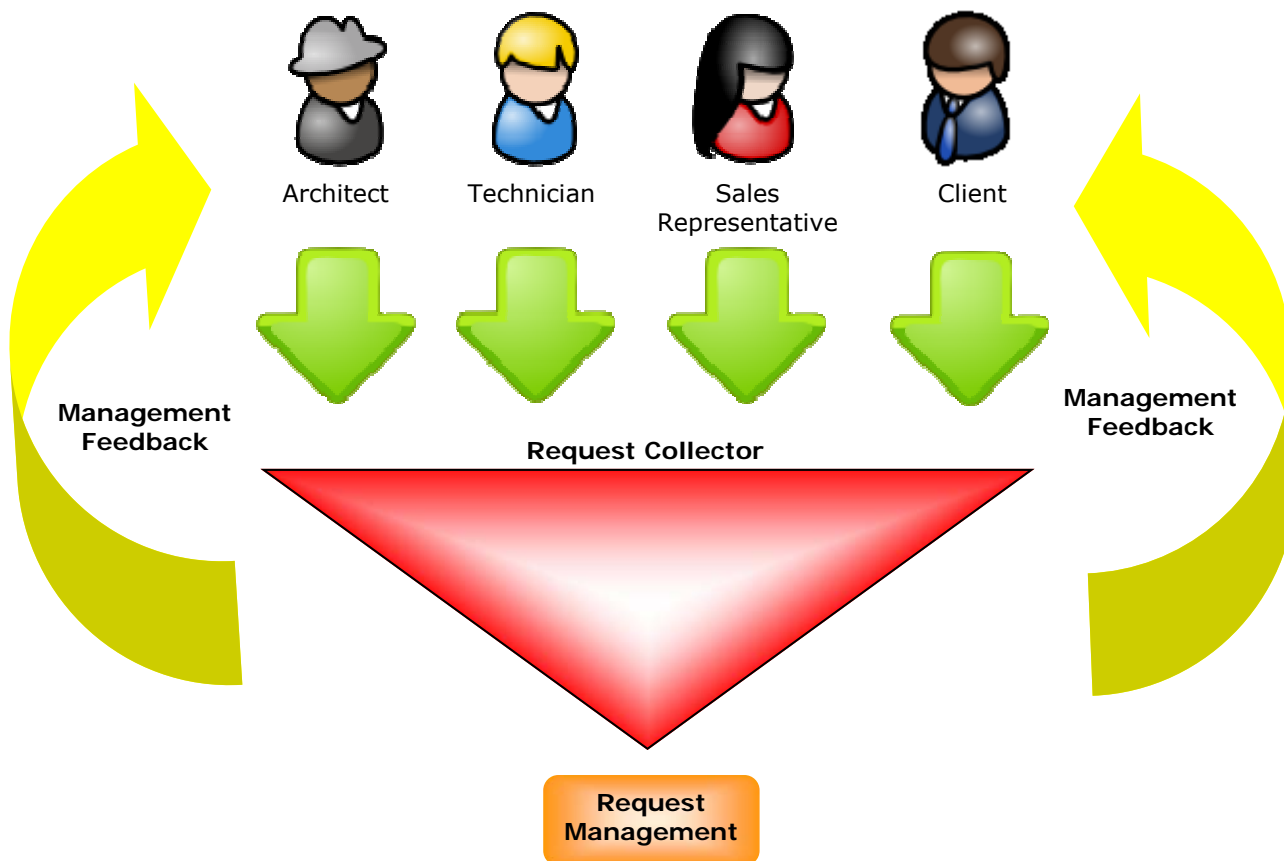 Architect
Technician
Sales
Representative
Client
Management
Feedback
Management
Feedback
Request Collector
Request
Management